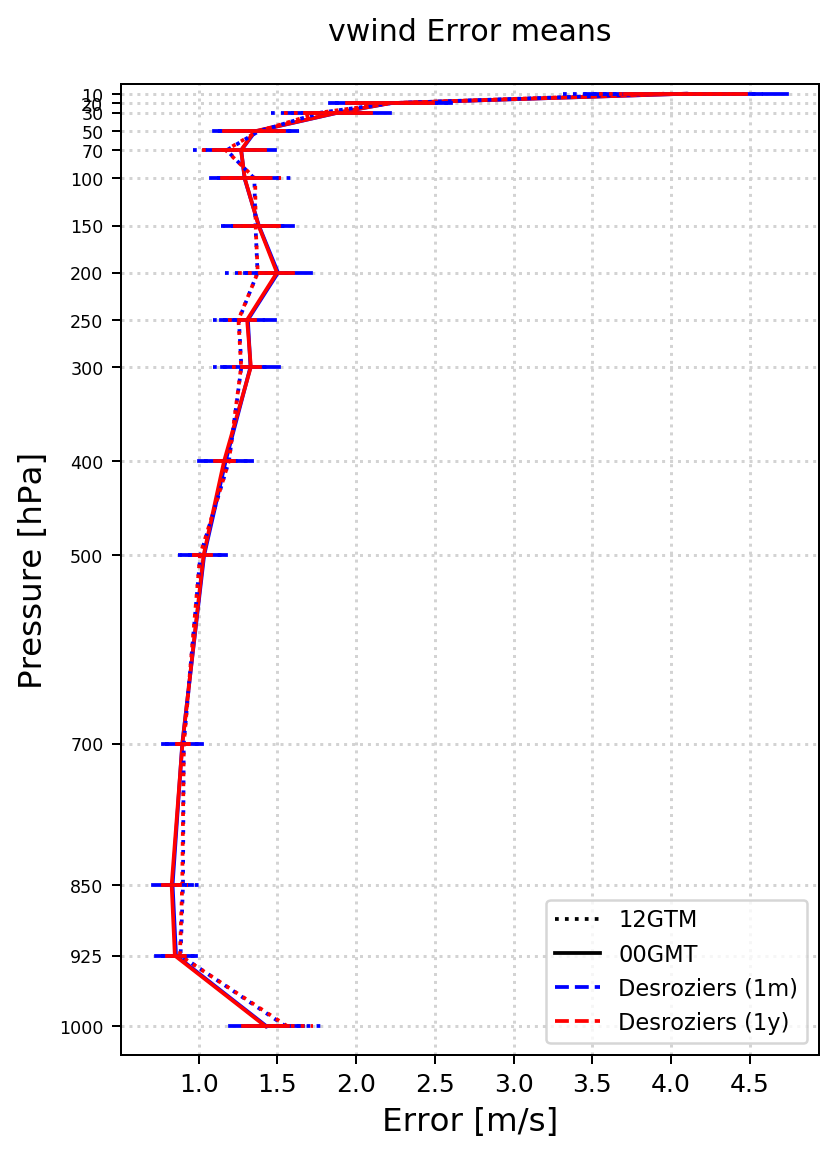 vwind Error means
10
20
30
50
70
100
150
200
250
300
400
500
700
850
925
1000
Pressure [hPa]
12GTM
00GMT
Desroziers (1m)
Desroziers (1y)
1.0 1.5 2.0 2.5 3.0 3.5 4.0 4.5
Error [m/s]